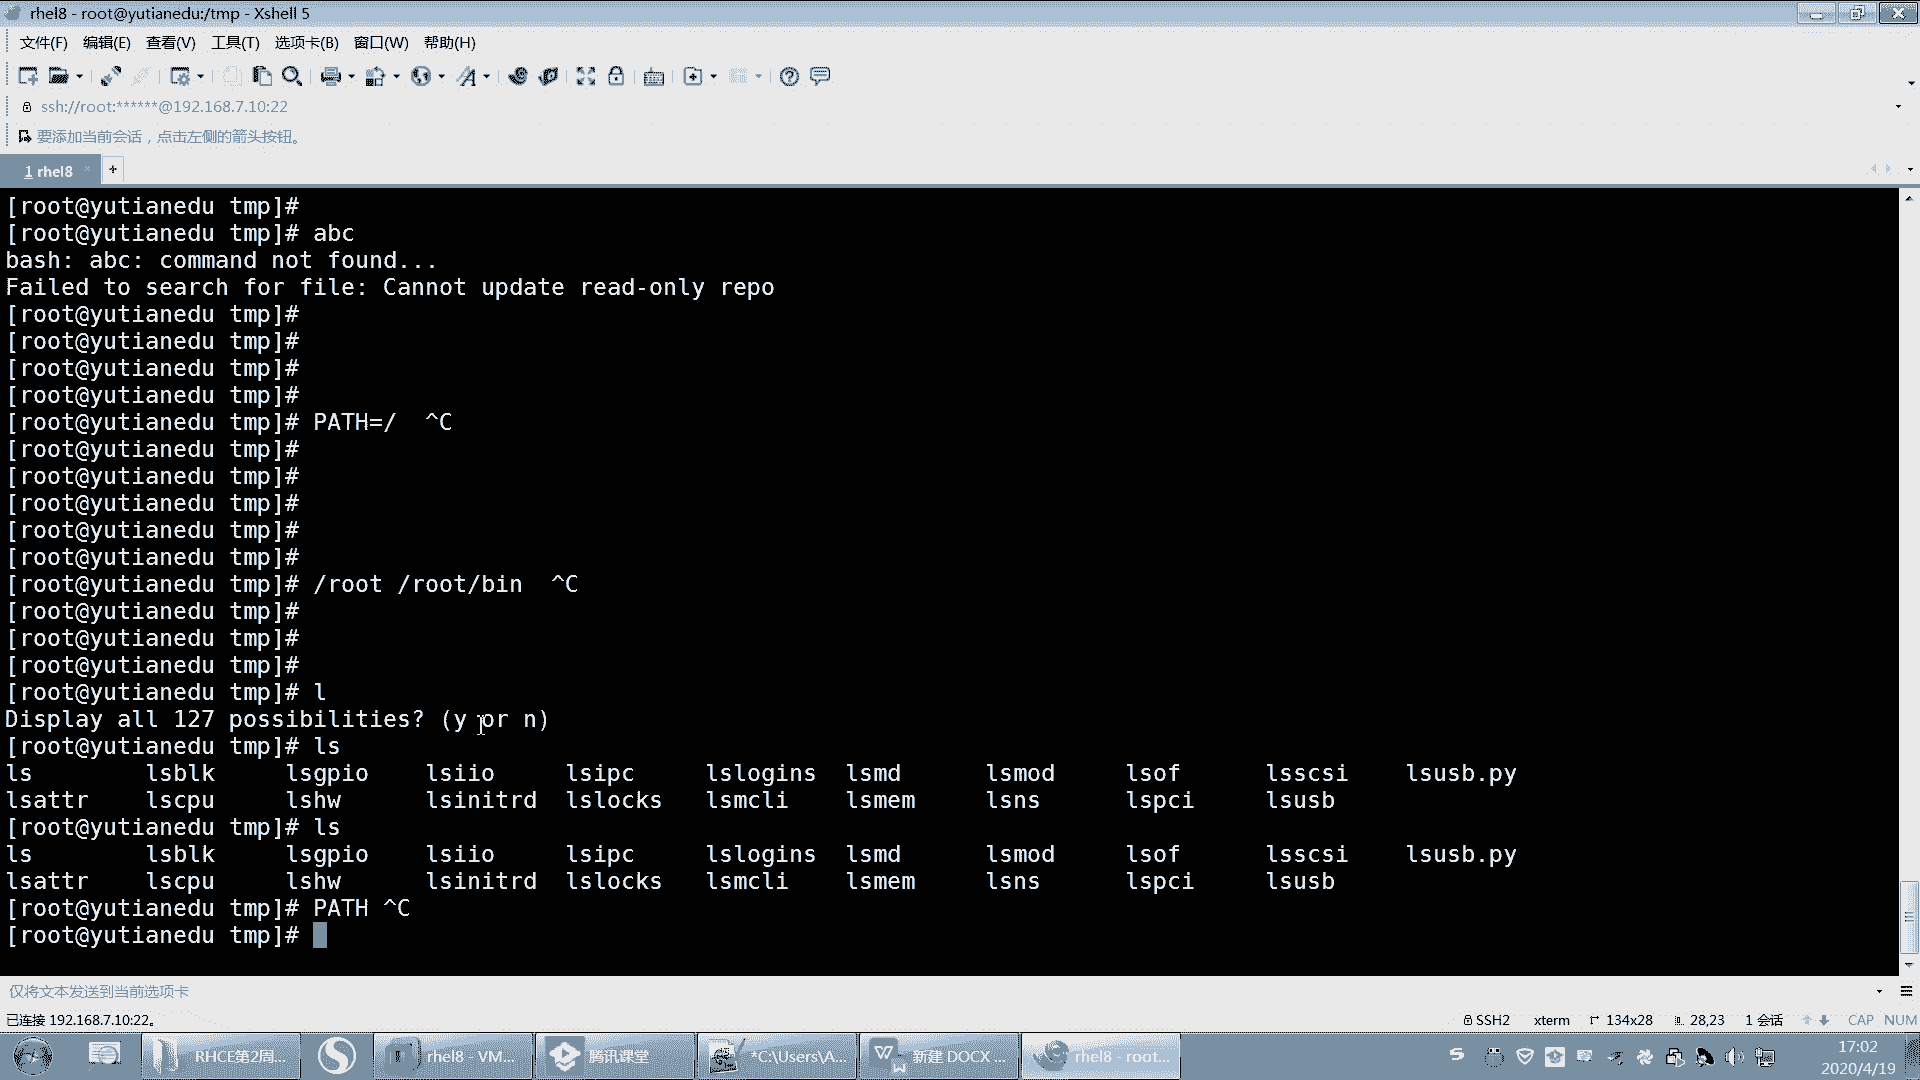 rhel8 - root@yutianedu:/tmp - Xshell 5
文件(F) 编辑(E) 查看(V) 工具(T) 选项卡(B) 窗口(W) 帮助(H)
ssh://root:******@192.168.7.10:22
要添加当前会话，点击左侧的箭头按钮。
1 rhel8
[root@yutianedu tmp]#
[root@yutianedu tmp]# abc
bash: abc: command not found...
Failed to search for file: Cannot update read-only repo
[root@yutianedu tmp]#
[root@yutianedu tmp]#
[root@yutianedu tmp]#
[root@yutianedu tmp]#
[root@yutianedu tmp]# PATH=/  ^C
[root@yutianedu tmp]#
[root@yutianedu tmp]#
[root@yutianedu tmp]#
[root@yutianedu tmp]#
[root@yutianedu tmp]#
[root@yutianedu tmp]# /root /root/bin  ^C
[root@yutianedu tmp]#
[root@yutianedu tmp]#
[root@yutianedu tmp]#
[root@yutianedu tmp]# l
Display all 127 possibilities? (y or n)
[root@yutianedu tmp]# ls
ls        lsblk     lsgpio    lsiio     lsipc     lslogins  lsmd      lsmod     lsof      lsscsi    lsusb.py
lsattr    lscpu     lshw      lsinitrd  lslocks   lsmcli    lsmem     lsns      lspci     lsusb
[root@yutianedu tmp]# ls
ls        lsblk     lsgpio    lsiio     lsipc     lslogins  lsmd      lsmod     lsof      lsscsi    lsusb.py
lsattr    lscpu     lshw      lsinitrd  lslocks   lsmcli    lsmem     lsns      lspci     lsusb
[root@yutianedu tmp]# PATH ^C
[root@yutianedu tmp]#
仅将文本发送到当前选项卡
已连接 192.168.7.10:22。 SSH2 xterm 134x28 28,23 1 会话 CAP NUM
RHCE第2周... rhel8 - VM... 腾讯课堂 *C:\Users\A... 新建 DOCX ... rhel8 - root... 17:02
2020/4/19